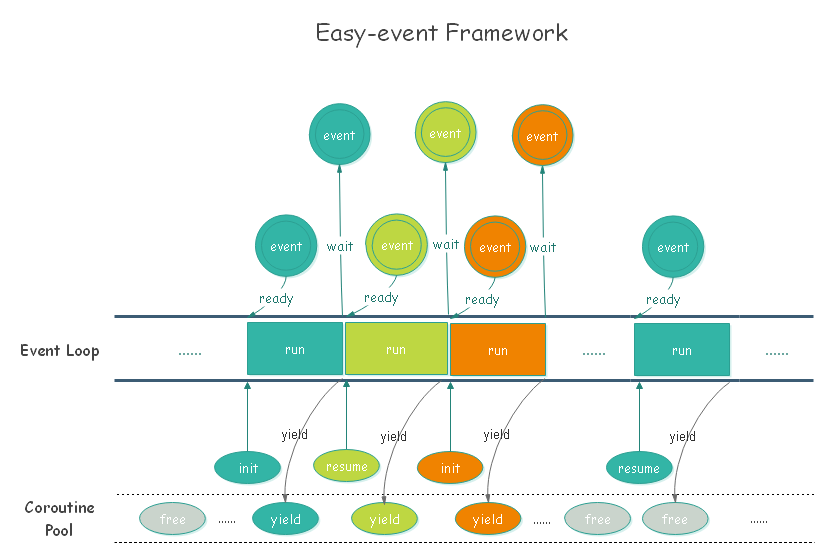 Easy-event Framework
event
event
event
event
event
event
event
wait
wait
wait
ready
ready
ready
ready
Event Loop
......
run
run
run
......
run
......
yield
yield
yield
yield
init
resume
init
resume
Coroutine
Pool
free
......
yield
yield
yield
......
free
free
......